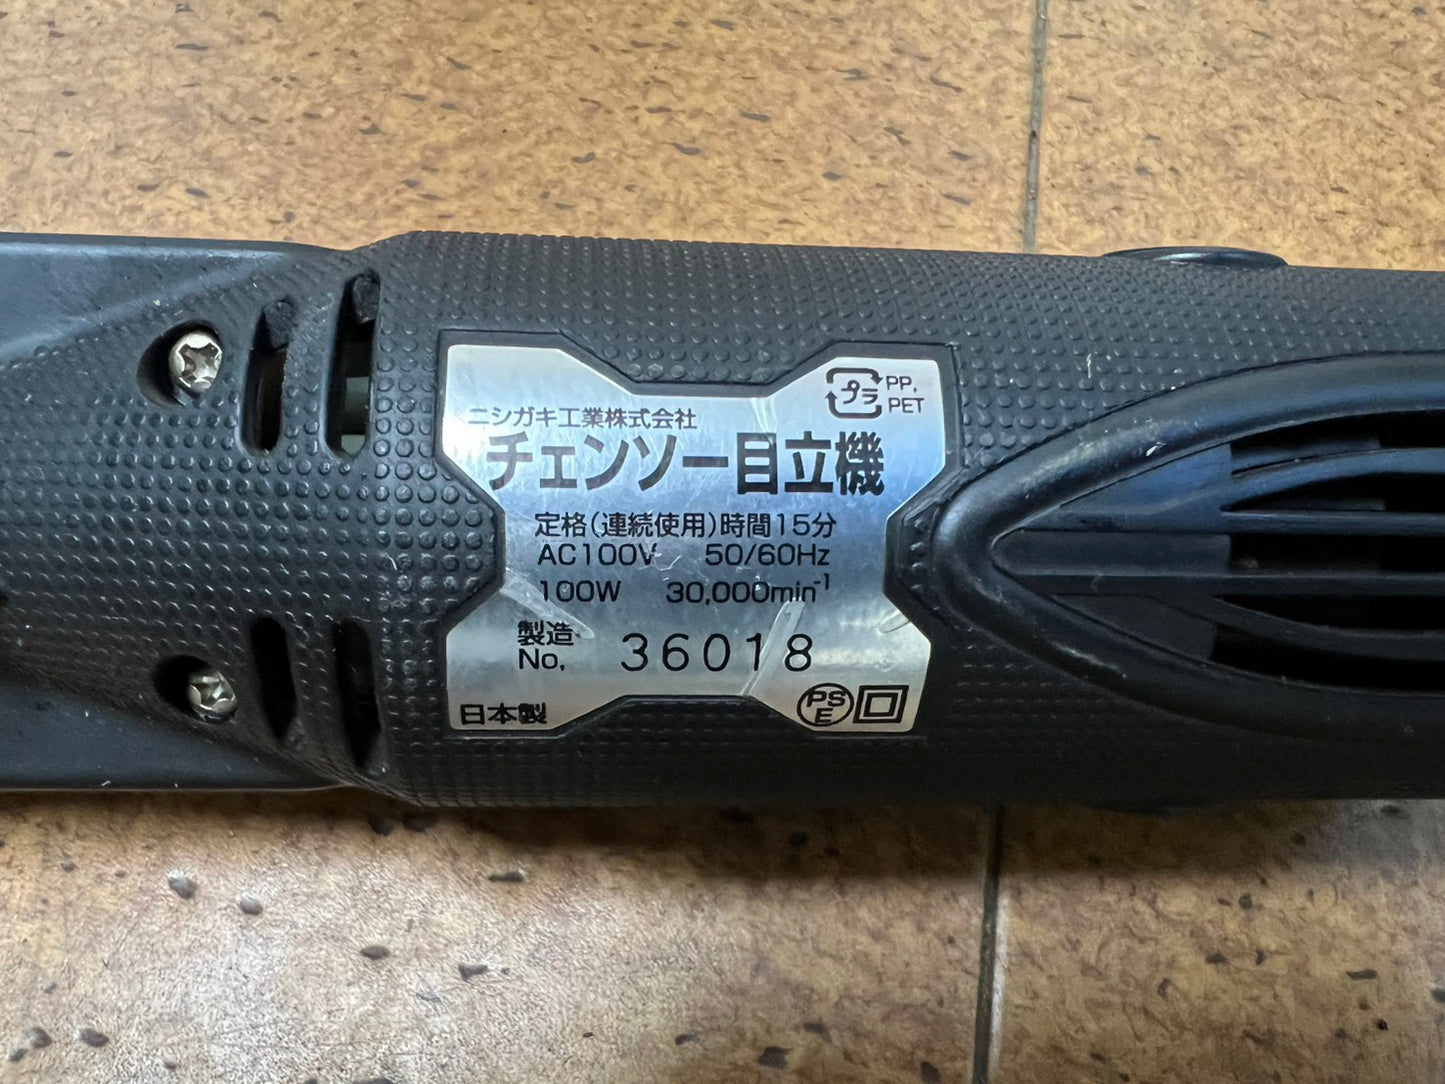 プラ PP,
PET
ニシガキ工業株式会社
チェンソー目立機
定格(連続使用)時間15分
AC100V 50/60Hz
100W 30,000min⁻¹
製造
No. 36018
日本製
PS
E